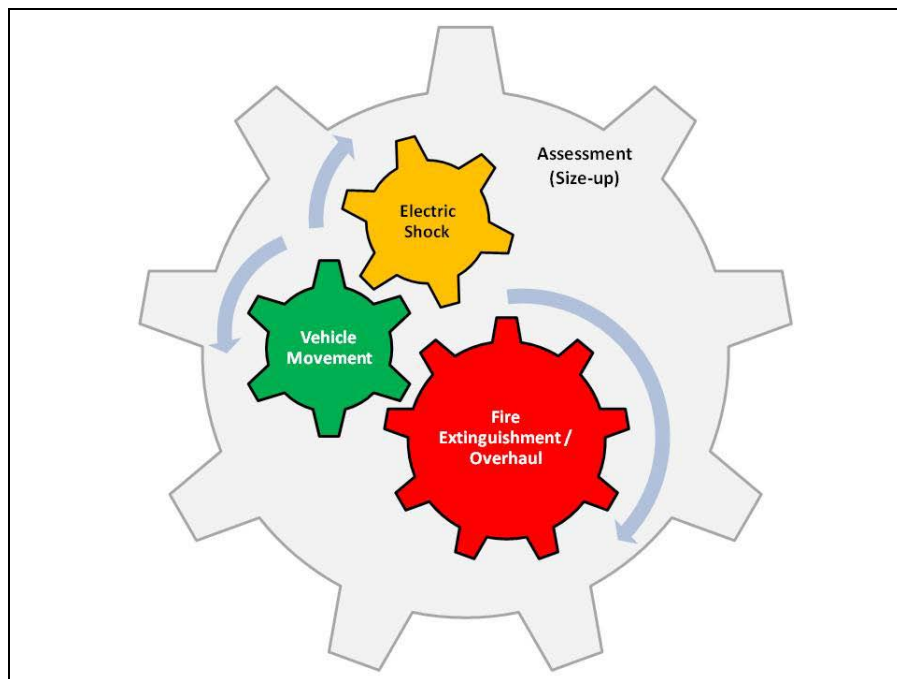 Assessment
(Size-up)
Electric
Shock
Vehicle
Movement
Fire
Extinguishment /
Overhaul